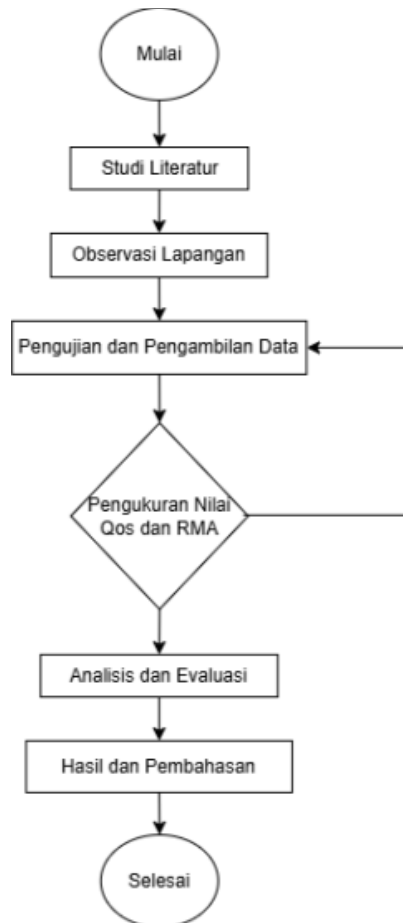 Mulai
Studi Literatur
Observasi Lapangan
Pengujian dan Pengambilan Data
Pengukuran Nilai
Qos dan RMA
Analisis dan Evaluasi
Hasil dan Pembahasan
Selesai